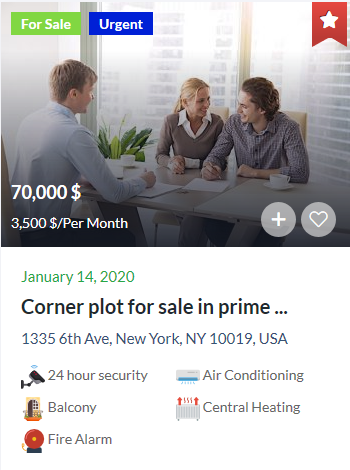 For Sale
Urgent
70,000 $
3,500 $/Per Month
January 14, 2020
Corner plot for sale in prime ...
1335 6th Ave, New York, NY 10019, USA
24 hour security
Air Conditioning
Balcony
Central Heating
Fire Alarm